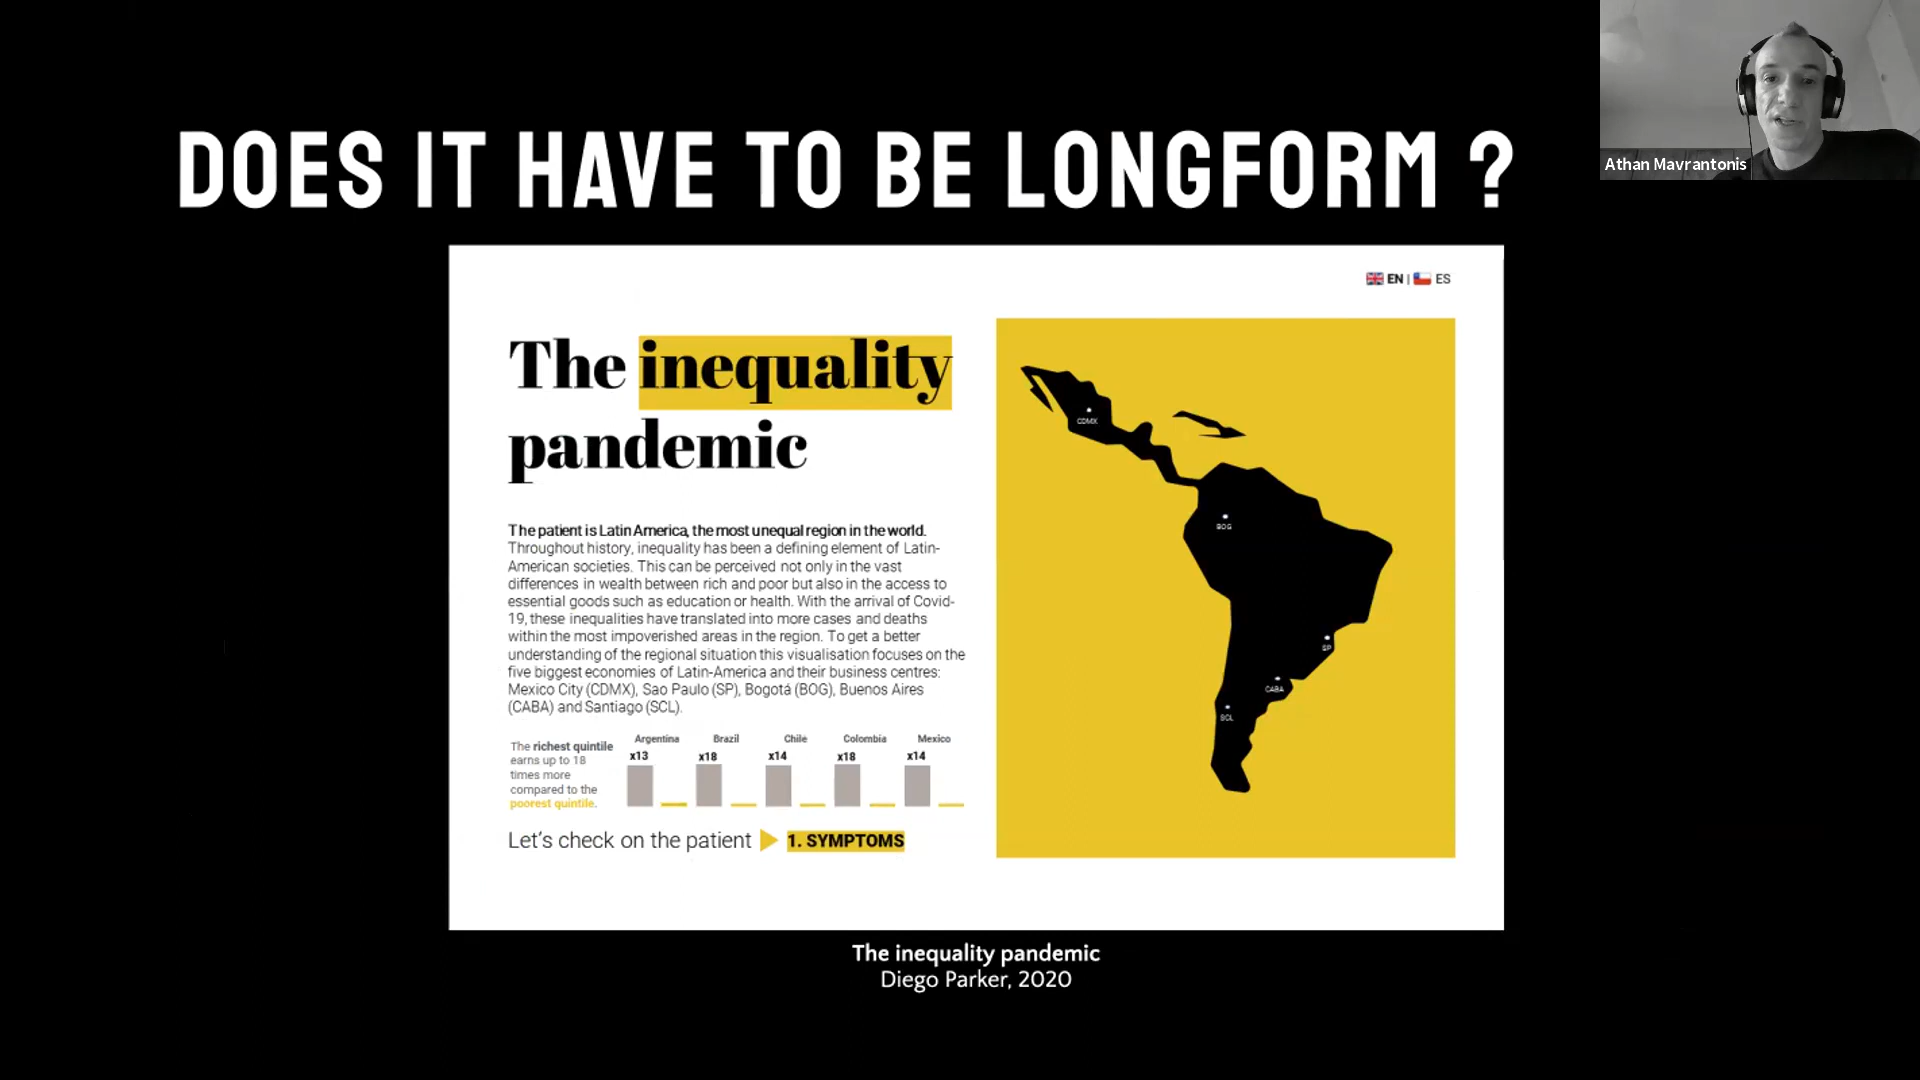 DOES IT HAVE TO BE LONGFORM ?
Athan Mavrantonis
EN | ES
The inequality
pandemic
The patient is Latin America, the most unequal region in the world.
Throughout history, inequality has been a defining element of Latin-
American societies. This can be perceived not only in the vast
differences in wealth between rich and poor but also in the access to
essential goods such as education or health. With the arrival of Covid-
19, these inequalities have translated into more cases and deaths
within the most impoverished areas in the region. To get a better
understanding of the regional situation this visualisation focuses on the
five biggest economies of Latin-America and their business centres:
Mexico City (CDMX), Sao Paulo (SP), Bogotá (BOG), Buenos Aires
(CABA) and Santiago (SCL).
The richest quintile
earns up to 18
times more
compared to the
poorest quintile.
Argentina Brazil Chile Colombia Mexico
x13 x18 x14 x18 x14
Let's check on the patient 1. SYMPTOMS
CDMX
BOG
SP
CABA
SCL
The inequality pandemic
Diego Parker, 2020